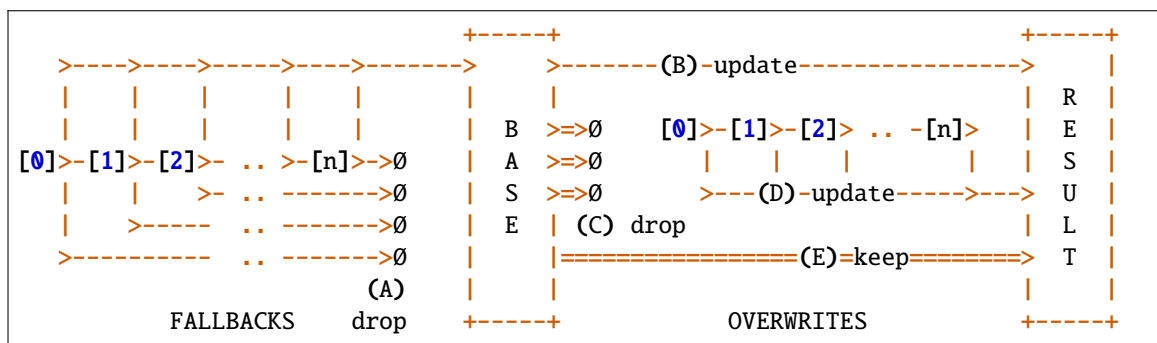 +-----+                                  +-----+
    >---->---->----->---->------->     >-------(B)-update---------------->     |
    |    |    |     |    |       |     |                                  |  R  |
    |    |    |     |    |       |  B  >=>Ø    [0]>-[1]>-[2]> .. -[n]>    |  E  |
[0]>-[1]>-[2]>- .. >-[n]>->Ø    |  A  >=>Ø       |    |    |        |    |  S  |
    |    |    >- .. ------->Ø    |  S  >=>Ø       >---(D)-update----->--->  U  |
    |    >----- .. ------->Ø    |  E  | (C) drop                         |  L  |
    >---------- .. ------->Ø    |     |=================(E)=keep========>  T  |
                         (A)     |     |                                  |     |
           FALLBACKS    drop    +-----+            OVERWRITES            +-----+